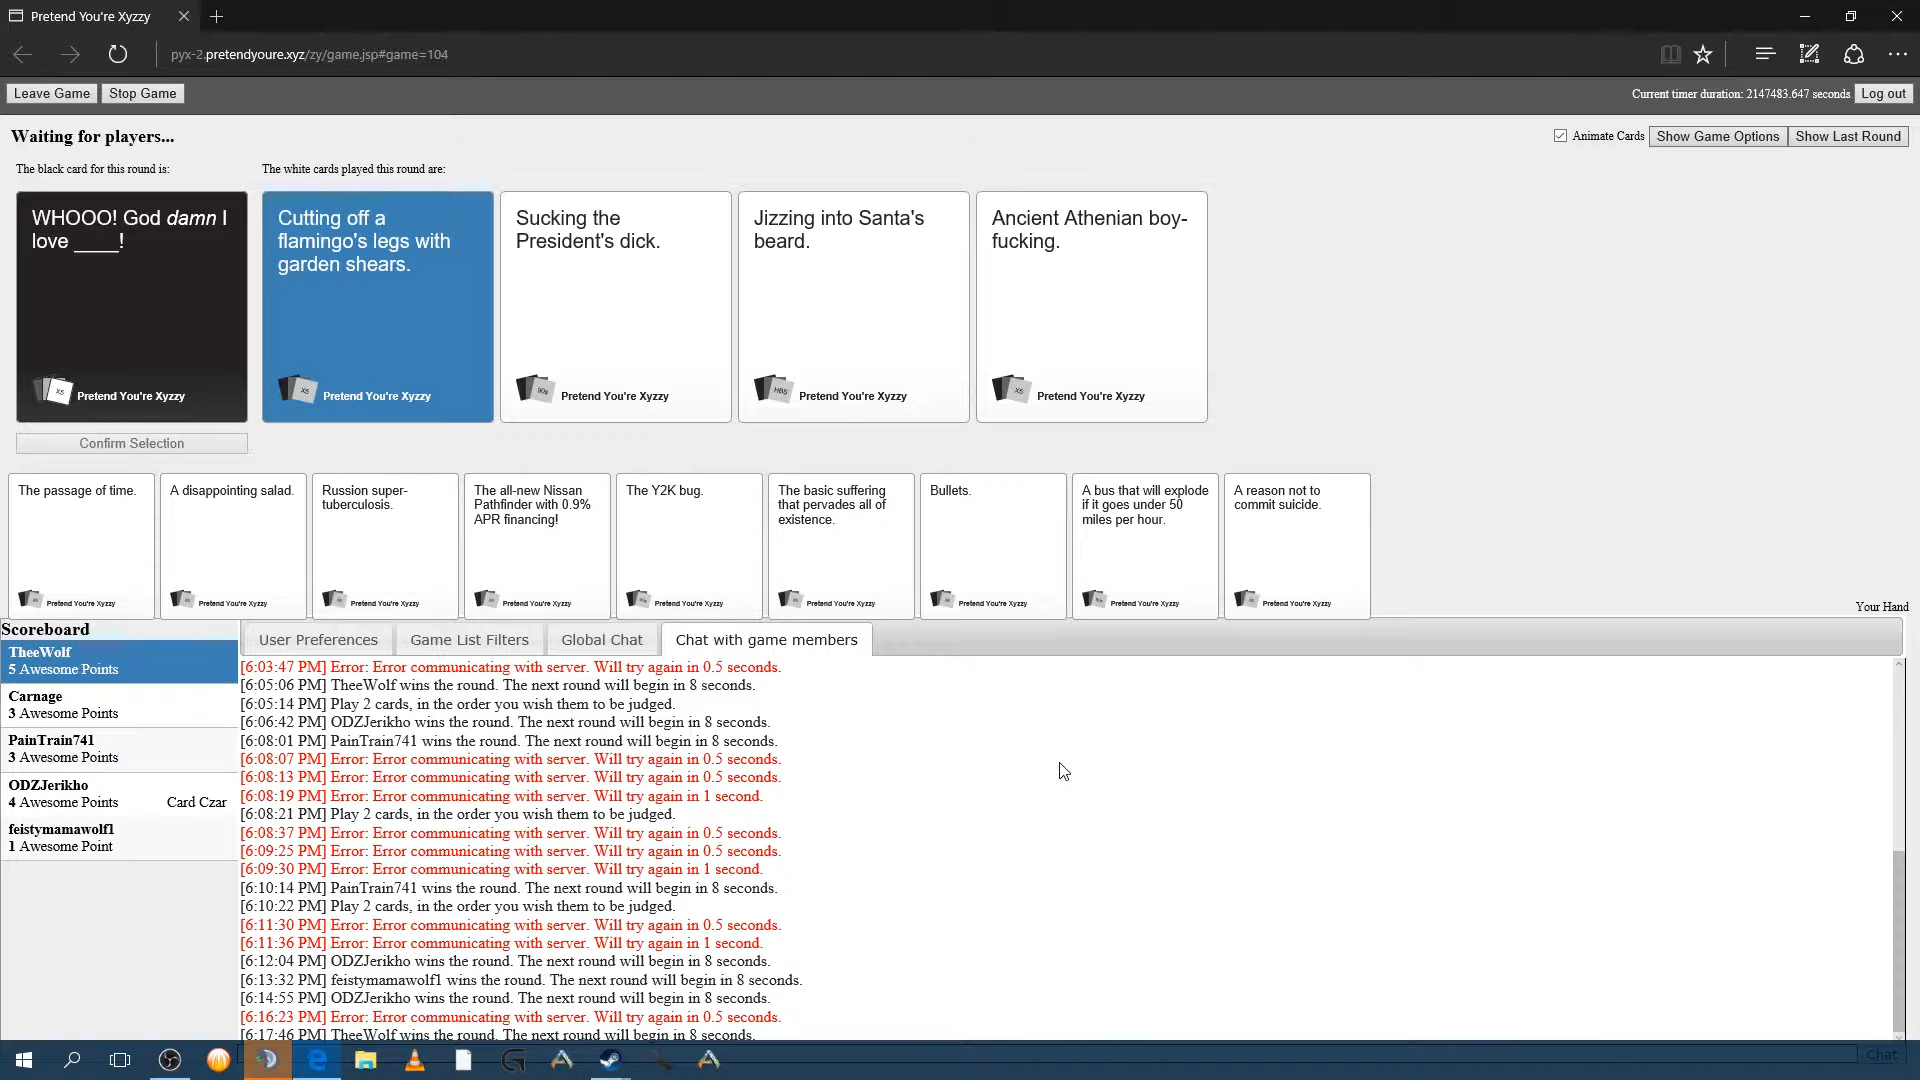 Pretend You're Xyzzy
pyx-2.pretendyoure.xyz/zy/game.jsp#game=104
Leave Game
Stop Game
Current timer duration: 2147483.647 seconds
Log out
Waiting for players...
Animate Cards
Show Game Options
Show Last Round
The black card for this round is:
The white cards played this round are:
WHOOO! God damn I
love ____!
X5
Pretend You're Xyzzy
Cutting off a
flamingo's legs with
garden shears.
X5
Pretend You're Xyzzy
Sucking the
President's dick.
90s
Pretend You're Xyzzy
Jizzing into Santa's
beard.
HBS
Pretend You're Xyzzy
Ancient Athenian boy-
fucking.
X5
Pretend You're Xyzzy
Confirm Selection
The passage of time.
Pretend You're Xyzzy
A disappointing salad.
Pretend You're Xyzzy
Russion super-
tuberculosis.
Pretend You're Xyzzy
The all-new Nissan
Pathfinder with 0.9%
APR financing!
Pretend You're Xyzzy
The Y2K bug.
Pretend You're Xyzzy
The basic suffering
that pervades all of
existence.
Pretend You're Xyzzy
Bullets.
Pretend You're Xyzzy
A bus that will explode
if it goes under 50
miles per hour.
Pretend You're Xyzzy
A reason not to
commit suicide.
Pretend You're Xyzzy
Your Hand
Scoreboard
TheeWolf
5 Awesome Points
Carnage
3 Awesome Points
PainTrain741
3 Awesome Points
ODZJerikho
4 Awesome Points
Card Czar
feistymamawolf1
1 Awesome Point
User Preferences
Game List Filters
Global Chat
Chat with game members
[6:03:47 PM] Error: Error communicating with server. Will try again in 0.5 seconds.
[6:05:06 PM] TheeWolf wins the round. The next round will begin in 8 seconds.
[6:05:14 PM] Play 2 cards, in the order you wish them to be judged.
[6:06:42 PM] ODZJerikho wins the round. The next round will begin in 8 seconds.
[6:08:01 PM] PainTrain741 wins the round. The next round will begin in 8 seconds.
[6:08:07 PM] Error: Error communicating with server. Will try again in 0.5 seconds.
[6:08:13 PM] Error: Error communicating with server. Will try again in 0.5 seconds.
[6:08:19 PM] Error: Error communicating with server. Will try again in 1 second.
[6:08:21 PM] Play 2 cards, in the order you wish them to be judged.
[6:08:37 PM] Error: Error communicating with server. Will try again in 0.5 seconds.
[6:09:25 PM] Error: Error communicating with server. Will try again in 0.5 seconds.
[6:09:30 PM] Error: Error communicating with server. Will try again in 1 second.
[6:10:14 PM] PainTrain741 wins the round. The next round will begin in 8 seconds.
[6:10:22 PM] Play 2 cards, in the order you wish them to be judged.
[6:11:30 PM] Error: Error communicating with server. Will try again in 0.5 seconds.
[6:11:36 PM] Error: Error communicating with server. Will try again in 1 second.
[6:12:04 PM] ODZJerikho wins the round. The next round will begin in 8 seconds.
[6:13:32 PM] feistymamawolf1 wins the round. The next round will begin in 8 seconds.
[6:14:55 PM] ODZJerikho wins the round. The next round will begin in 8 seconds.
[6:16:23 PM] Error: Error communicating with server. Will try again in 0.5 seconds.
[6:17:46 PM] TheeWolf wins the round. The next round will begin in 8 seconds.
Chat